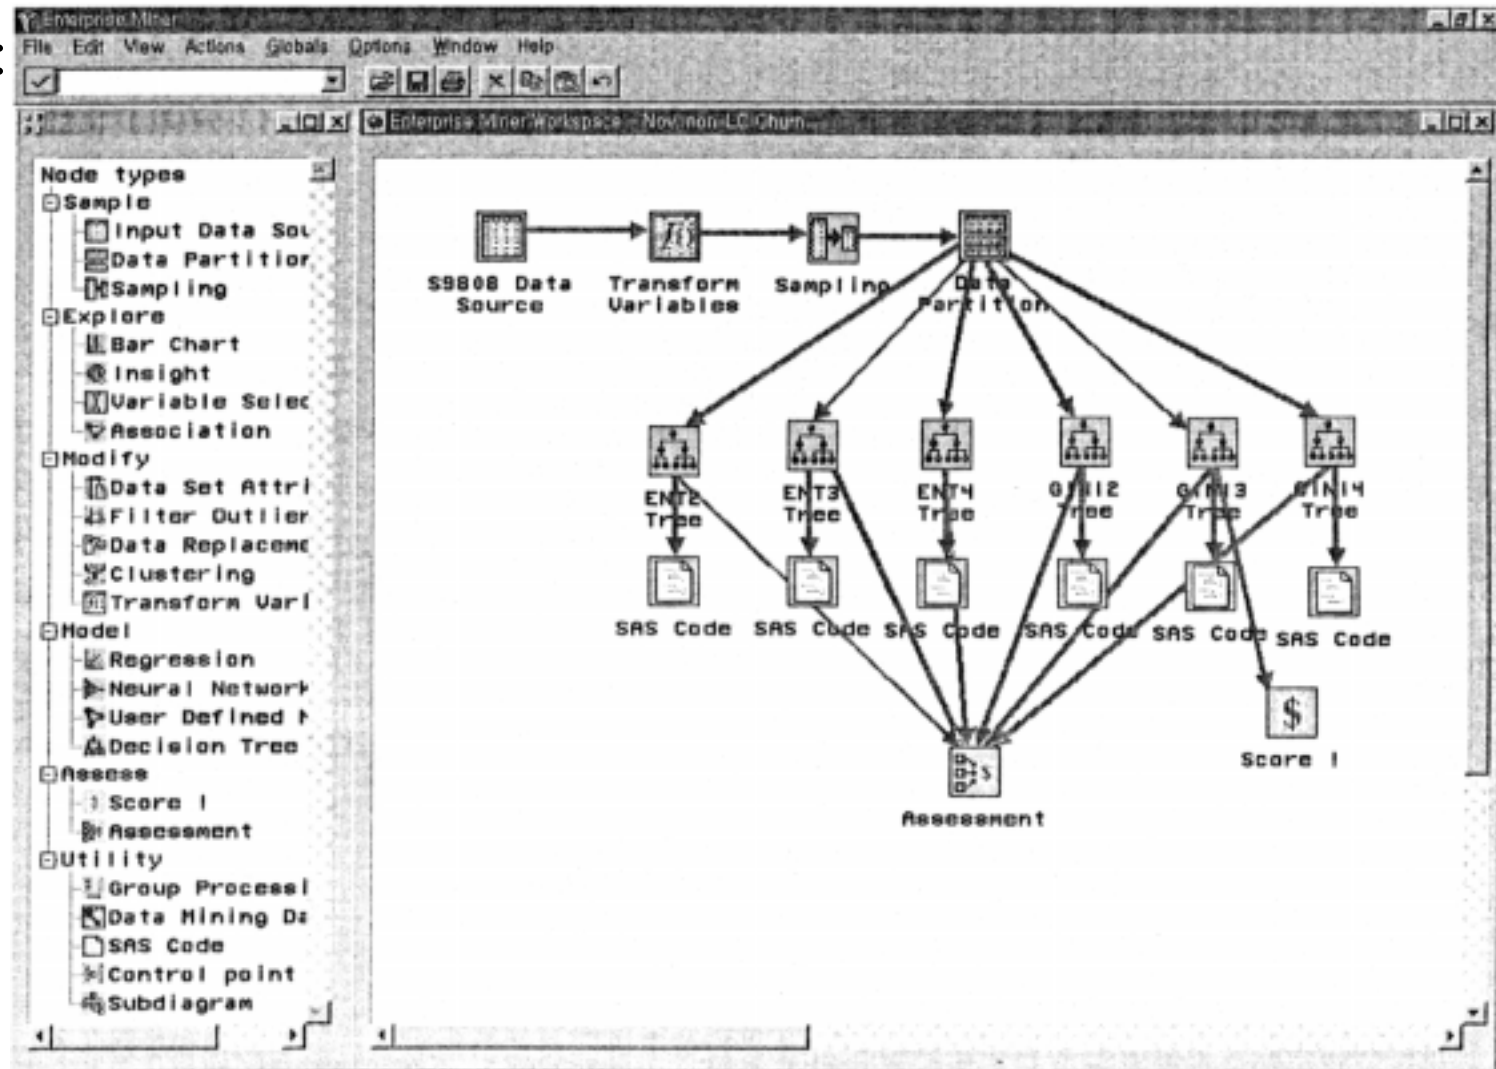 Enterprise Miner
File Edit View Actions Globals Options Window Help
Enterprise Miner Workspace - Nov non-LC Churn...
Node types
Sample
Input Data Sou
Data Partition
Sampling
Explore
Bar Chart
Insight
Variable Selec
Association
Modify
Data Set Attri
Filter Outlier
Data Replaceme
Clustering
Transform Vari
Model
Regression
Neural Network
User Defined M
Decision Tree
Assess
Score !
Assessment
Utility
Group Processi
Data Mining Da
SAS Code
Control point
Subdiagram
S9808 Data
Source
Transform
Variables
Sampling
Data
Partition
ENT2
Tree
ENT3
Tree
ENT4
Tree
GINI2
Tree
GINI3
Tree
GINI4
Tree
SAS Code
SAS Code
SAS Code
SAS Code
SAS Code
SAS Code
$
Score !
Assessment